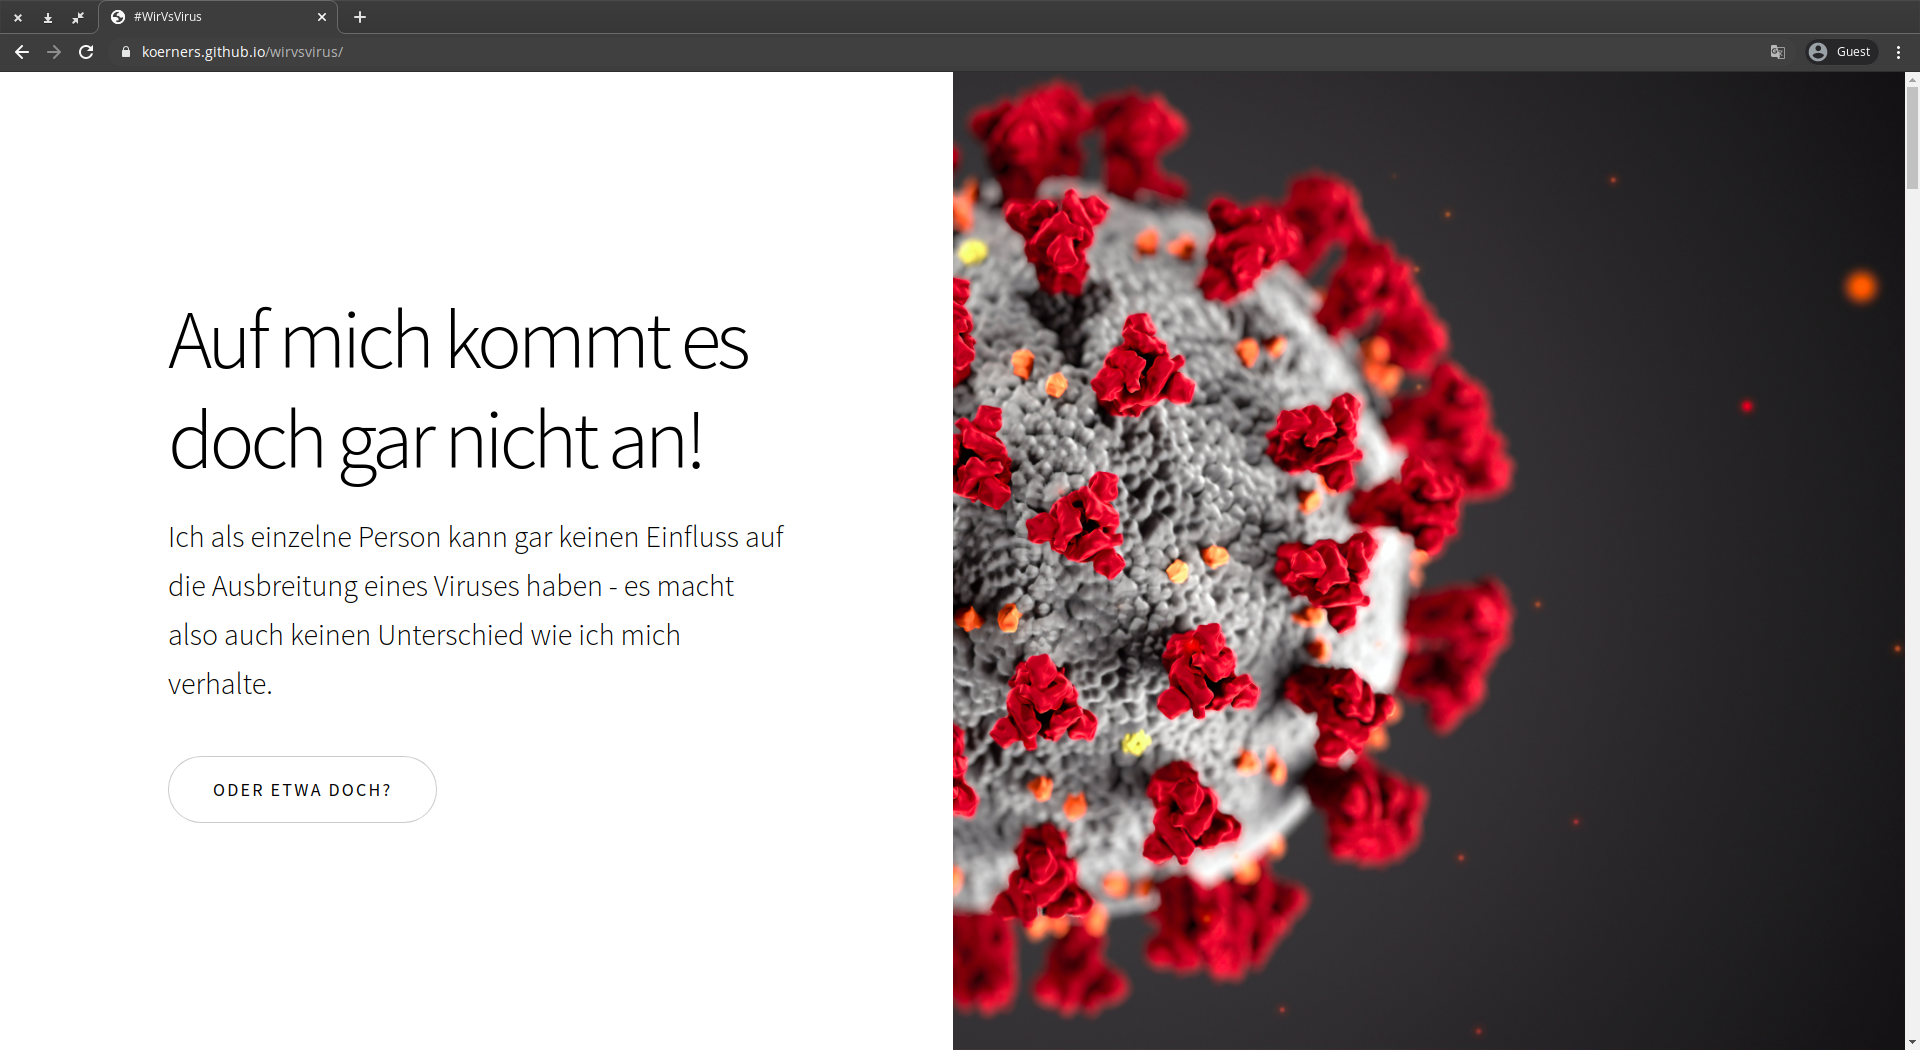 #WirVsVirus
koerners.github.io/wirvsvirus/
Guest
Auf mich kommt es
doch gar nicht an!
Ich als einzelne Person kann gar keinen Einfluss auf
die Ausbreitung eines Viruses haben - es macht
also auch keinen Unterschied wie ich mich
verhalte.
ODER ETWA DOCH?